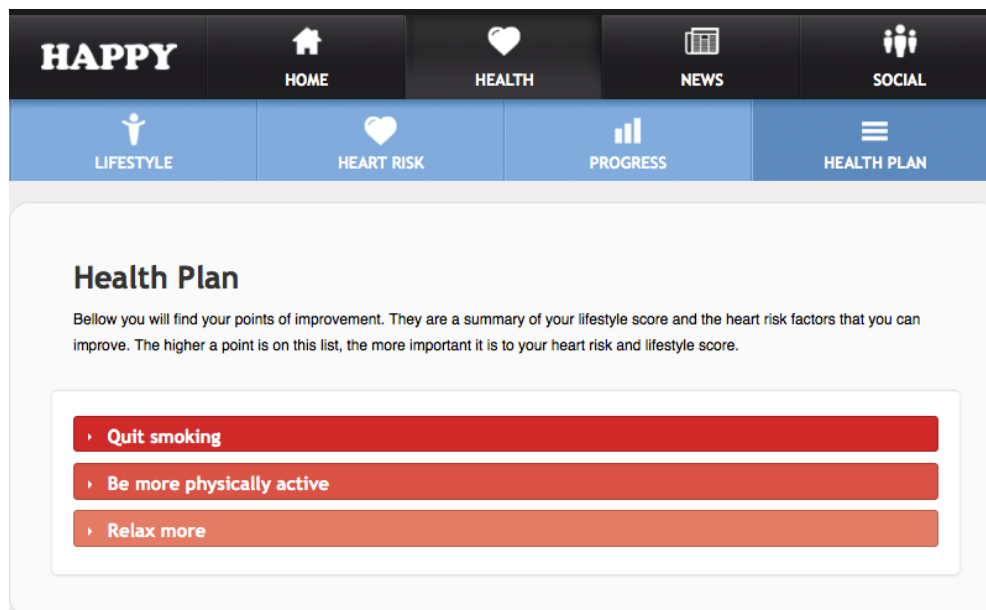 HAPPY
HOME
HEALTH
NEWS
SOCIAL
LIFESTYLE
HEART RISK
PROGRESS
HEALTH PLAN
Health Plan
Bellow you will find your points of improvement. They are a summary of your lifestyle score and the heart risk factors that you can
improve. The higher a point is on this list, the more important it is to your heart risk and lifestyle score.
Quit smoking
Be more physically active
Relax more